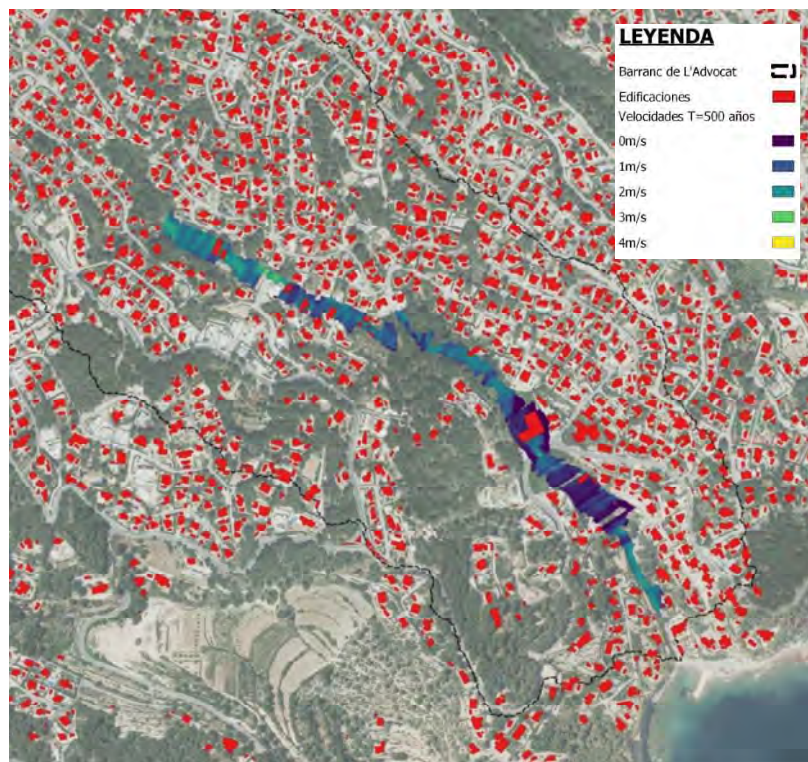 LEYENDA
Barranc de L'Advocat
Edificaciones
Velocidades T=500 años
0m/s
1m/s
2m/s
3m/s
4m/s